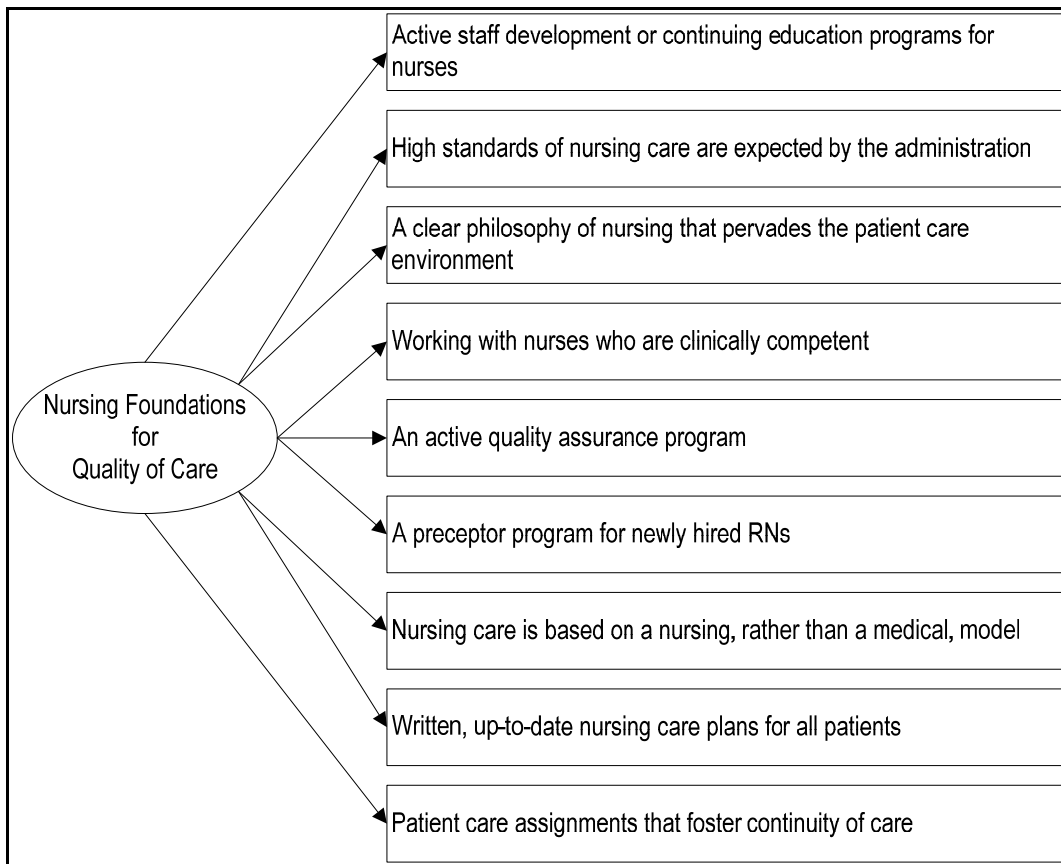 Active staff development or continuing education programs for
nurses
High standards of nursing care are expected by the administration
A clear philosophy of nursing that pervades the patient care
environment
Working with nurses who are clinically competent
Nursing Foundations
for
Quality of Care
An active quality assurance program
A preceptor program for newly hired RNs
Nursing care is based on a nursing, rather than a medical, model
Written, up-to-date nursing care plans for all patients
Patient care assignments that foster continuity of care